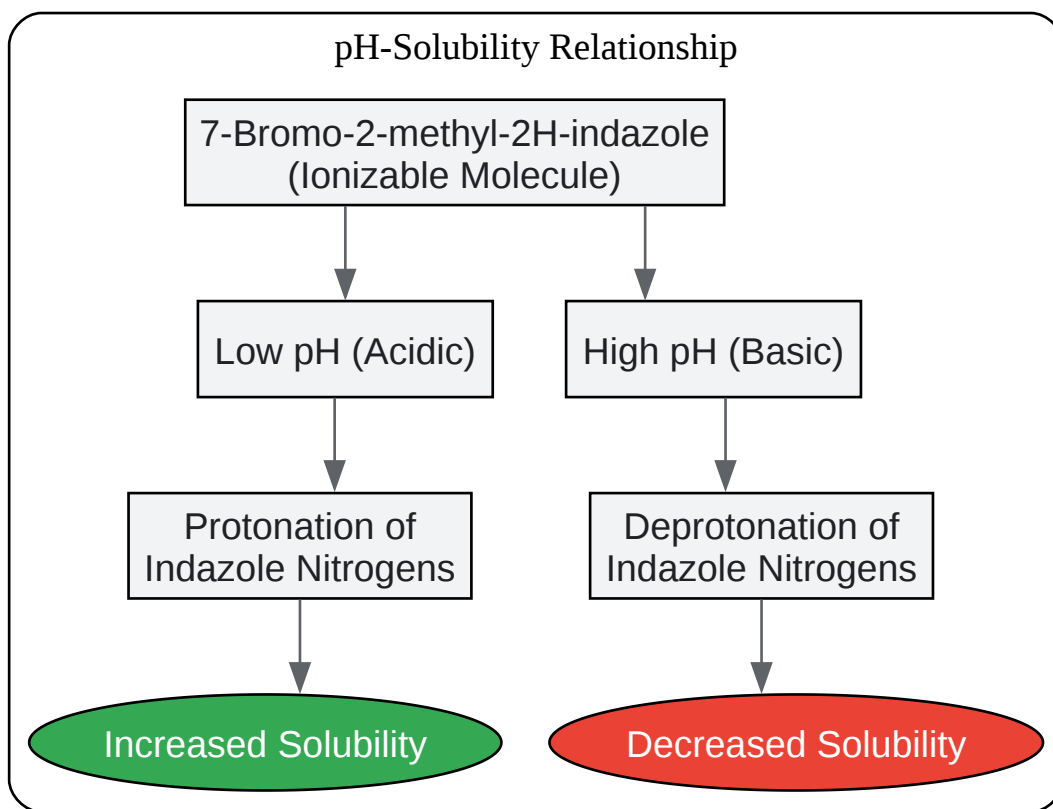 pH-Solubility Relationship
7-Bromo-2-methyl-2H-indazole
(Ionizable Molecule)
Low pH (Acidic)
High pH (Basic)
Protonation of
Indazole Nitrogens
Deprotonation of
Indazole Nitrogens
Increased Solubility
Decreased Solubility